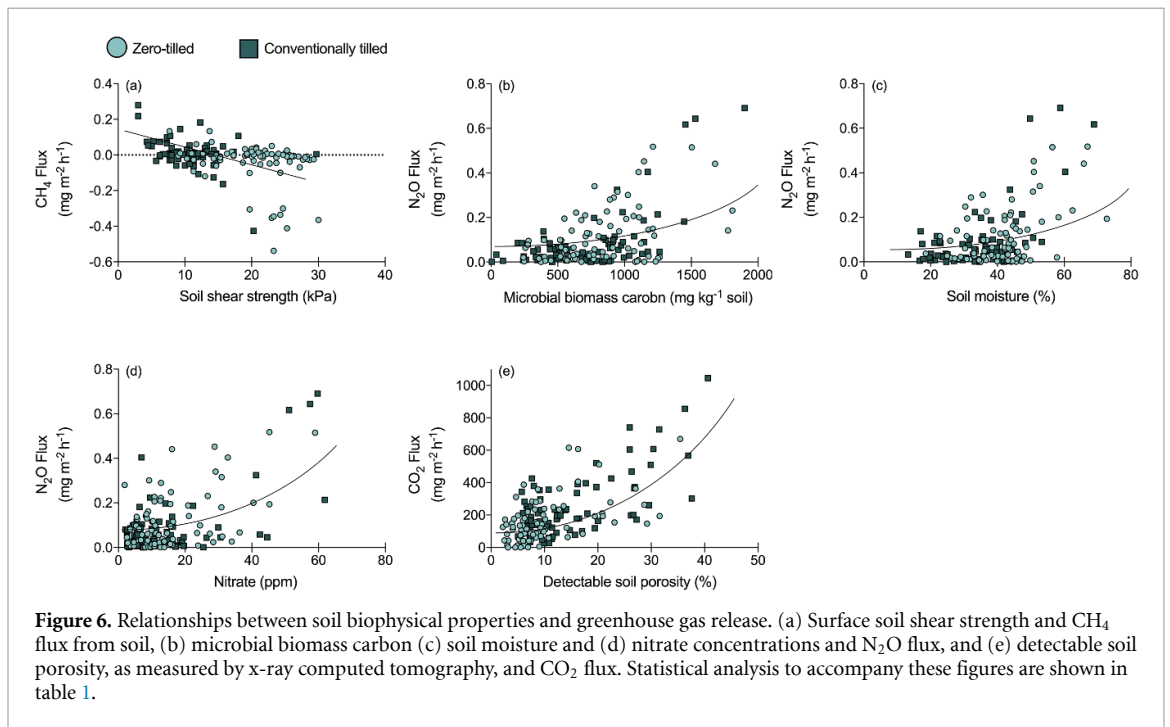 Zero-tilled Conventionally tilled
(a)
0.4
0.2
0.0
-0.2
-0.4
-0.6
0 10 20 30 40
CH4 Flux
(mg m-2 h-1)
Soil shear strength (kPa)
(b)
0.8
0.6
0.4
0.2
0.0
0 500 1000 1500 2000
N2O Flux
(mg m-2 h-1)
Microbial biomass carobn (mg kg-1 soil)
(c)
0.8
0.6
0.4
0.2
0.0
0 20 40 60 80
N2O Flux
(mg m-2 h-1)
Soil moisture (%)
(d)
0.8
0.6
0.4
0.2
0.0
0 20 40 60 80
N2O Flux
(mg m-2 h-1)
Nitrate (ppm)
(e)
1000
800
600
400
200
0
0 10 20 30 40 50
CO2 Flux
(mg m-2 h-1)
Detectable soil porosity (%)
Figure 6. Relationships between soil biophysical properties and greenhouse gas release. (a) Surface soil shear strength and CH4
flux from soil, (b) microbial biomass carbon (c) soil moisture and (d) nitrate concentrations and N2O flux, and (e) detectable soil
porosity, as measured by x-ray computed tomography, and CO2 flux. Statistical analysis to accompany these figures are shown in
table 1.